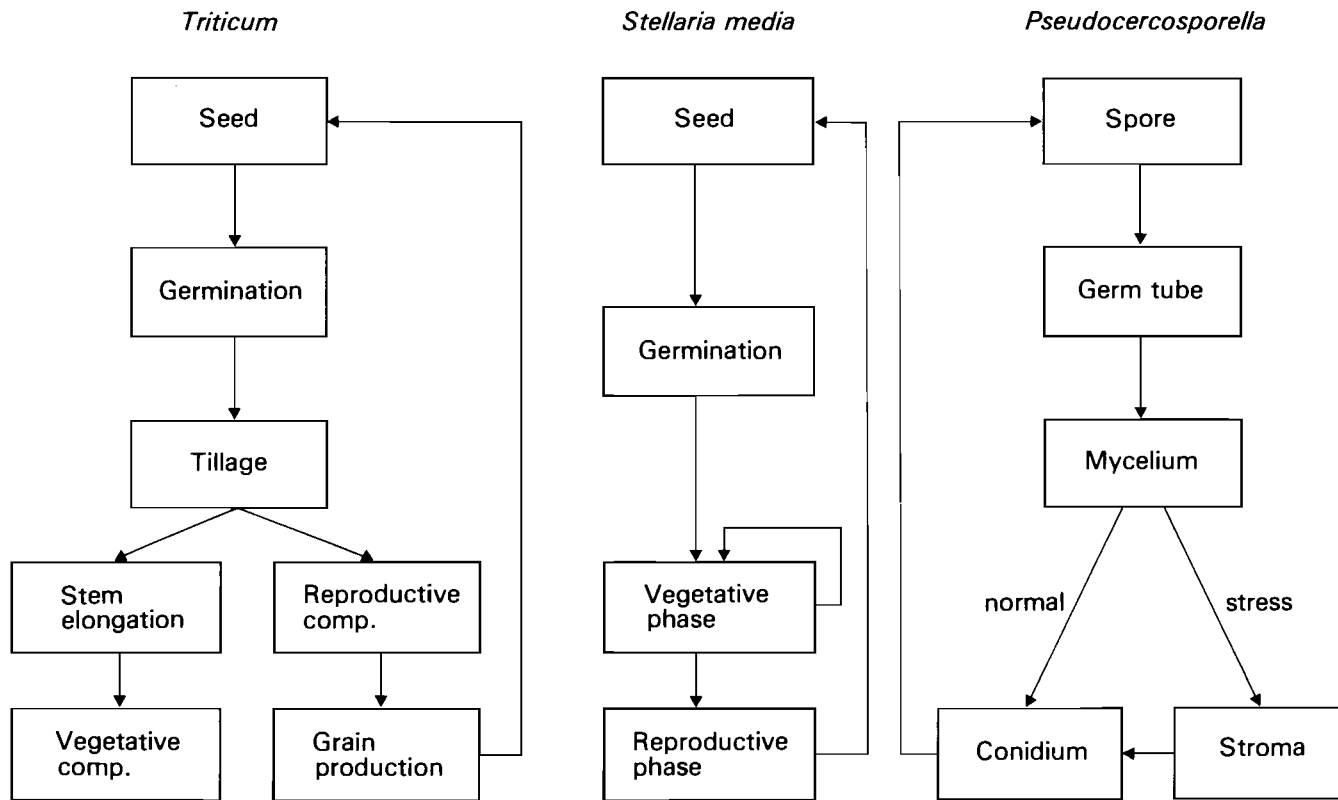 Triticum
Seed
Germination
Tillage
Stem
elongation
Reproductive
comp.
Vegetative
comp.
Grain
production
Stellaria media
Seed
Germination
Vegetative
phase
Reproductive
phase
Pseudocercosporella
Spore
Germ tube
Mycelium
normal
stress
Conidium
Stroma